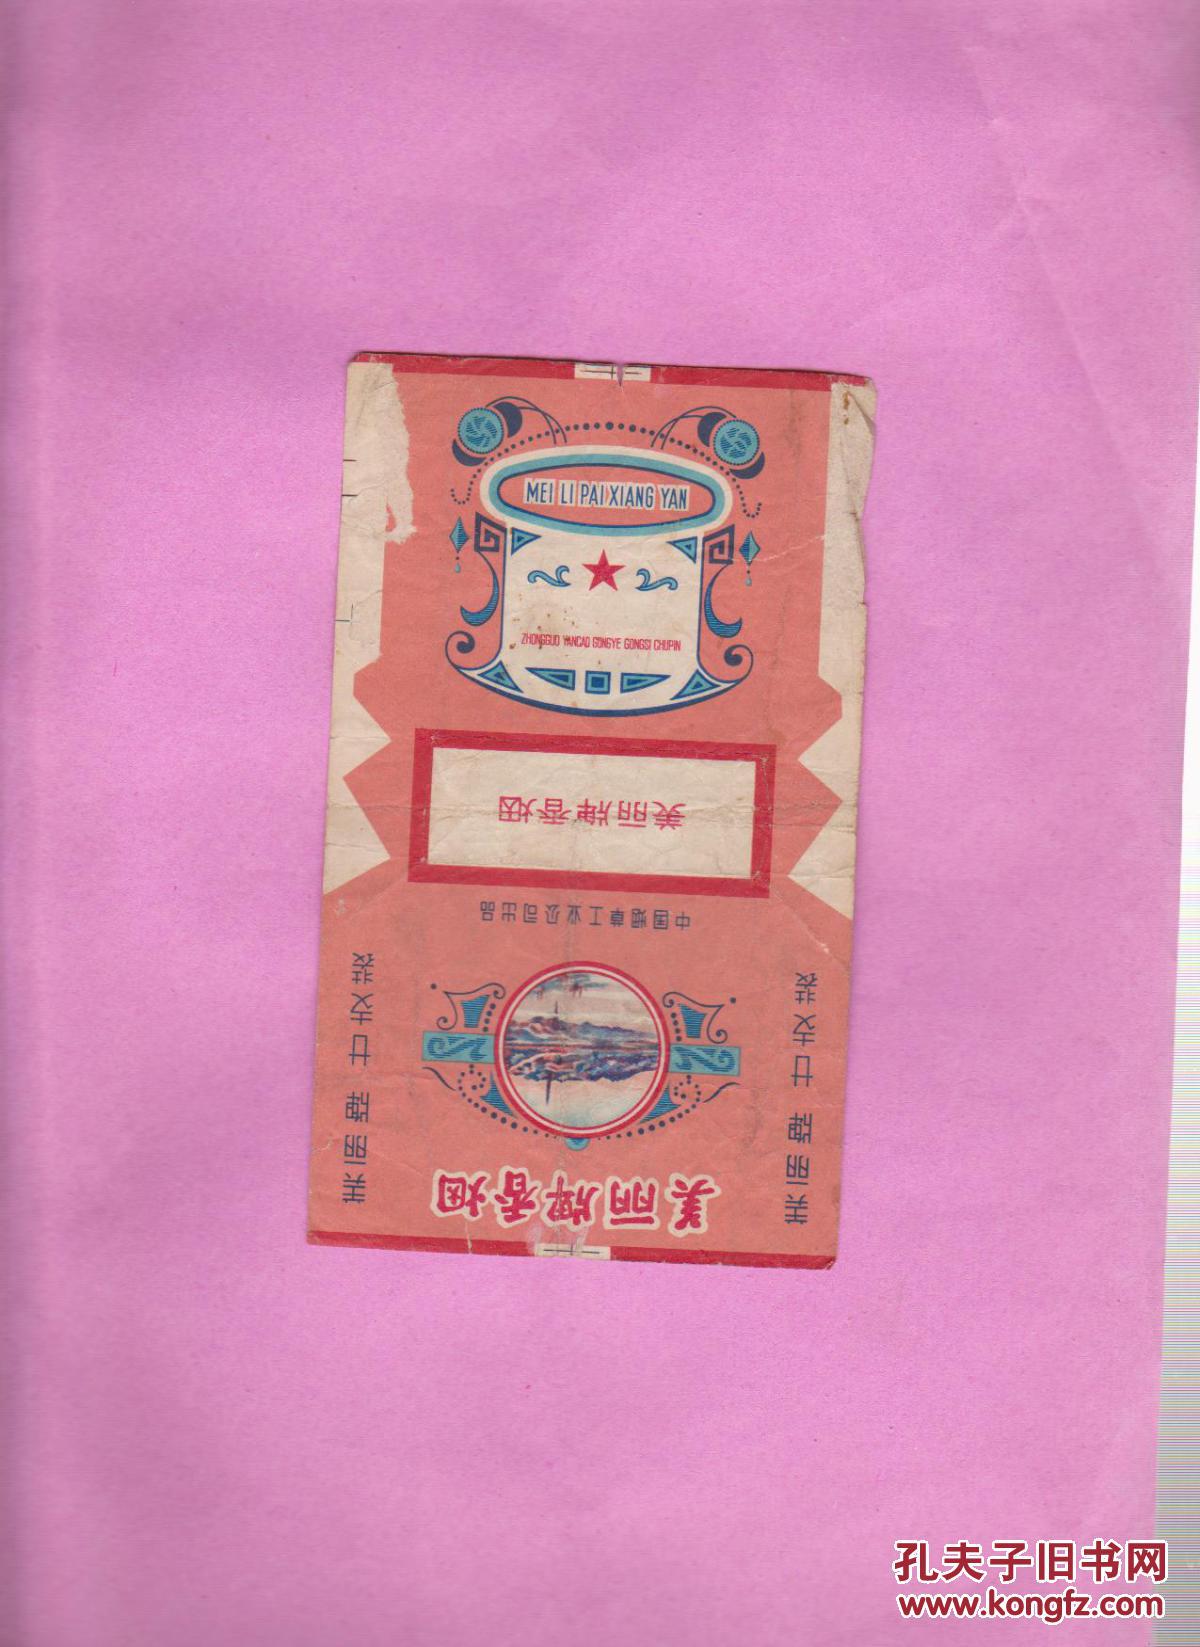 MEI LI PAI XIANG YAN
ZHONGGUO YANCAO GONGYE GONGSI CHUPIN
美丽牌香烟
中国烟草工业公司出品
美丽牌 廿支装
美丽牌 廿支装
美丽牌香烟
孔夫子旧书网
www.kongfz.com